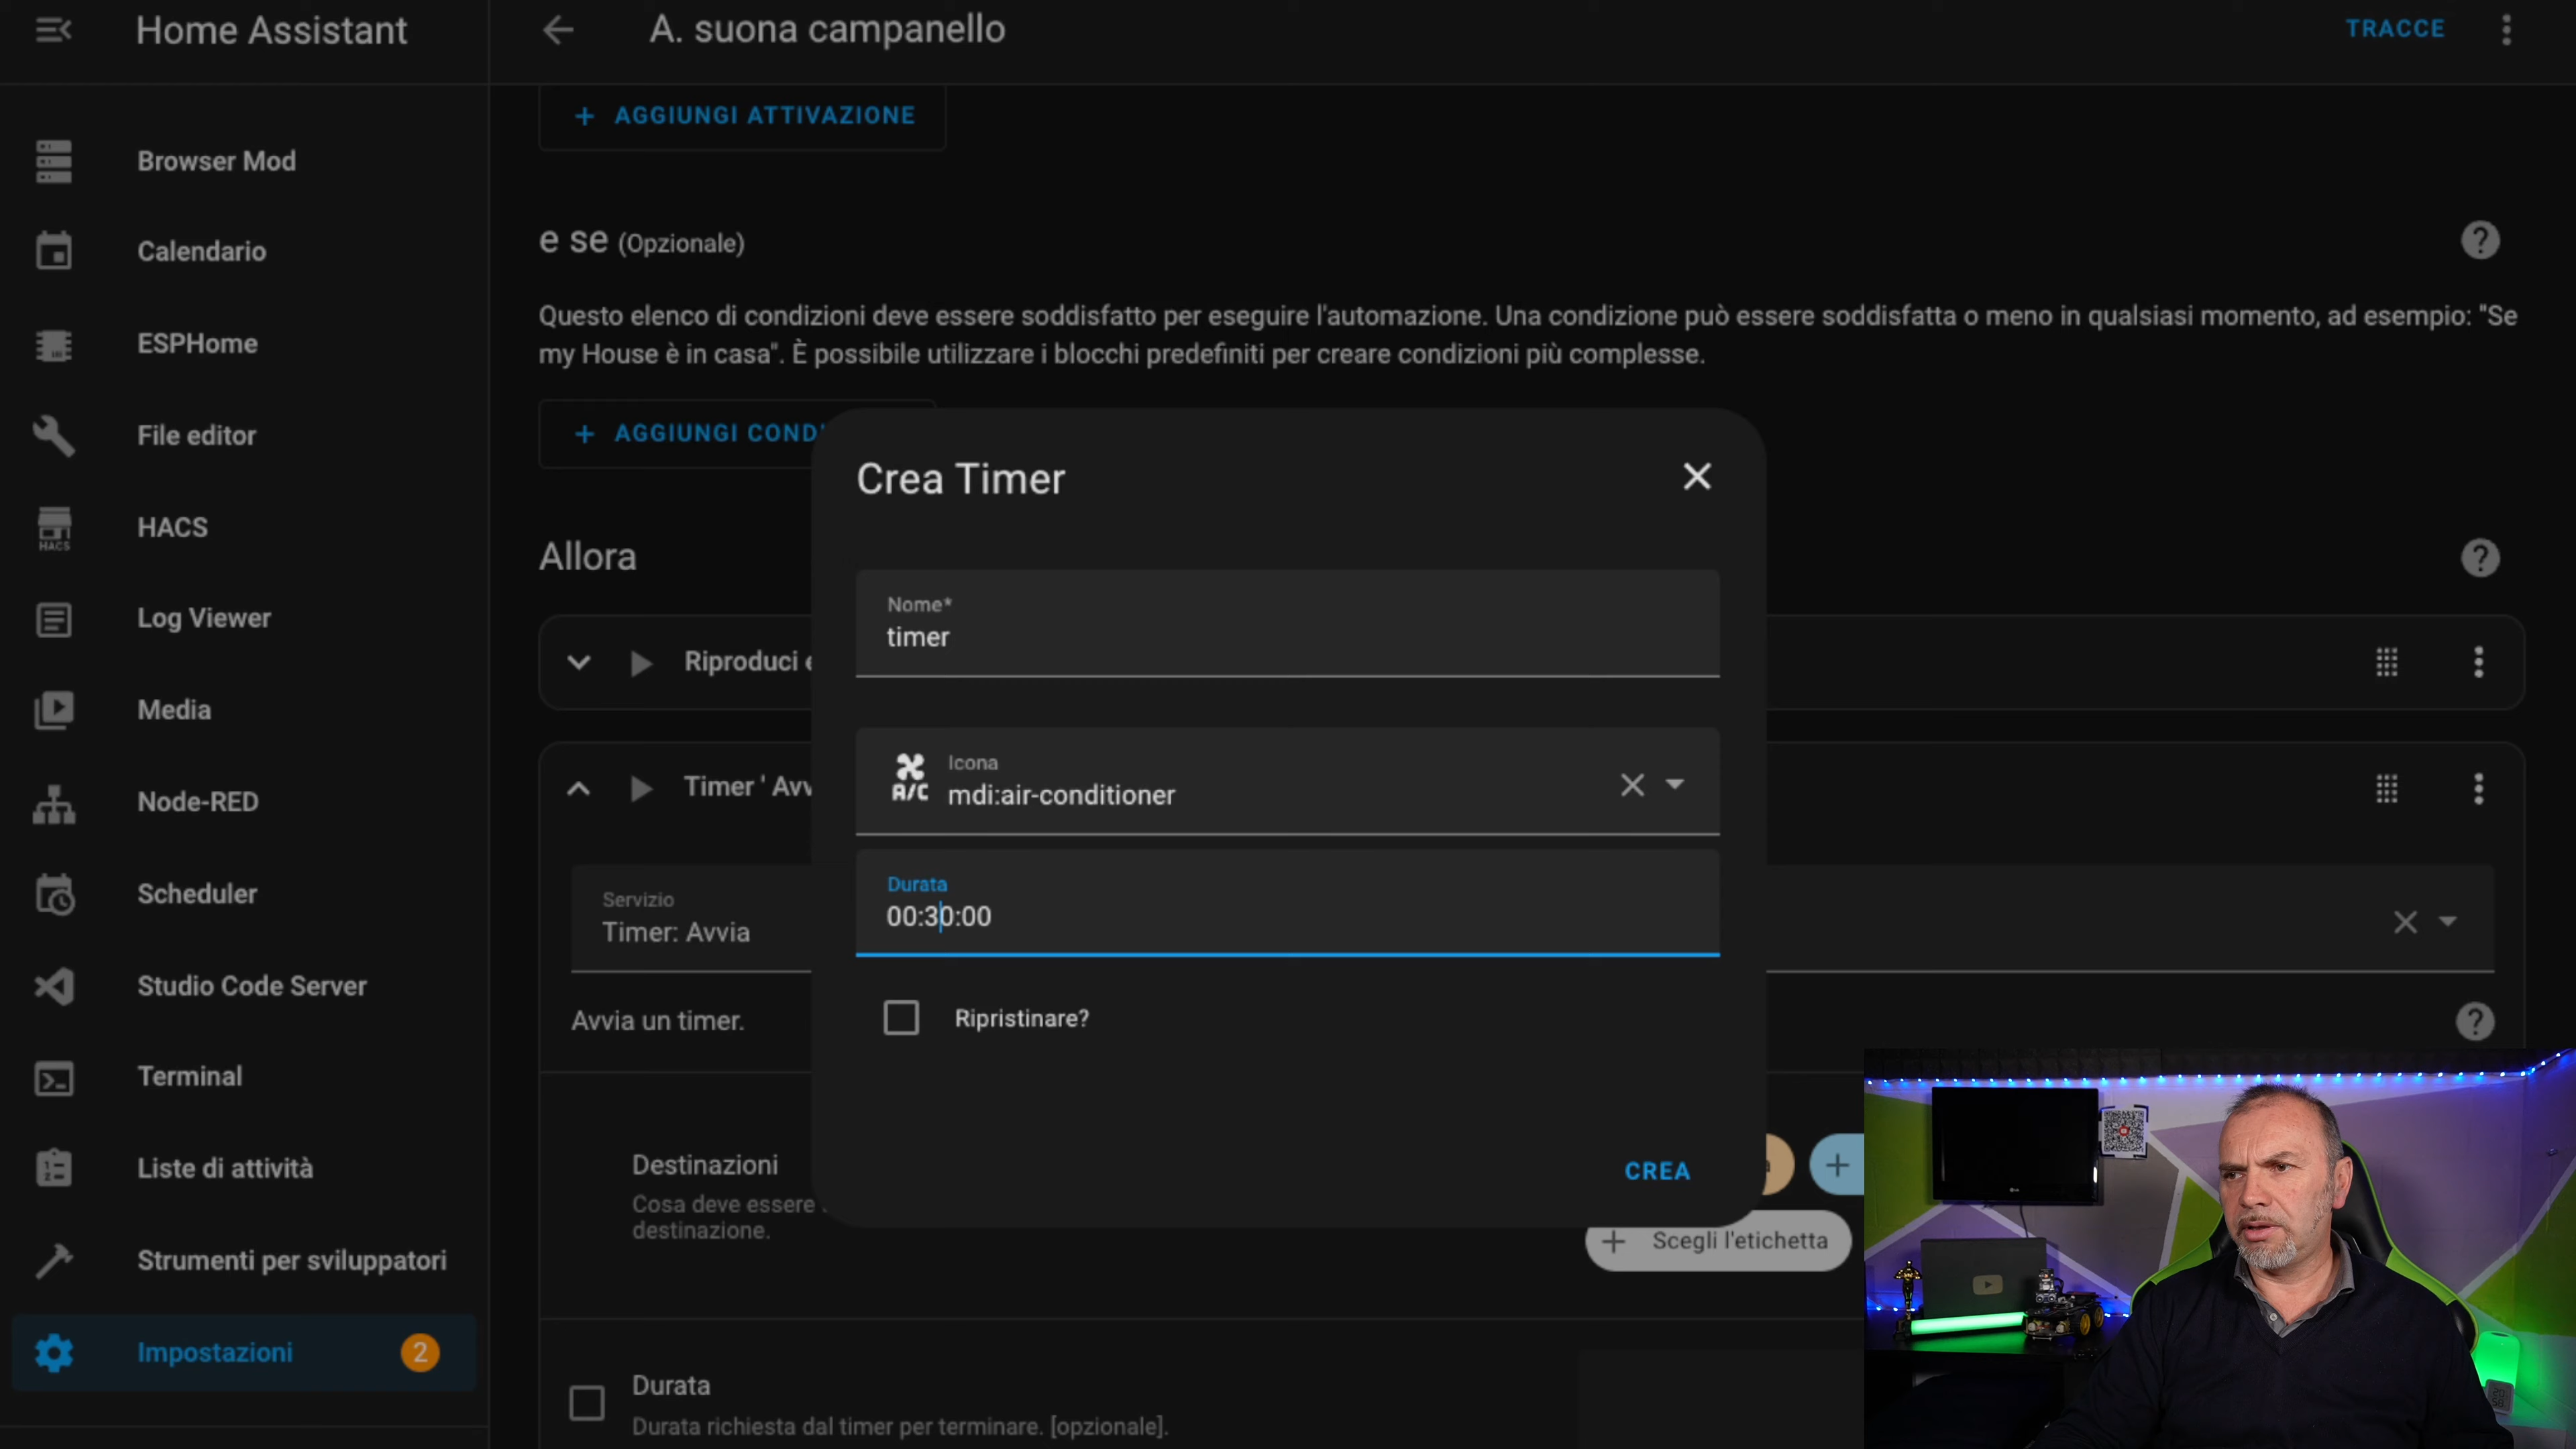 Home Assistant
A. suona campanello
TRACCE
Browser Mod
Calendario
ESPHome
File editor
HACS
HACS
Log Viewer
Media
Node-RED
Scheduler
Studio Code Server
Terminal
Liste di attività
Strumenti per sviluppatori
Impostazioni
2
+ AGGIUNGI ATTIVAZIONE
e se (Opzionale)
Questo elenco di condizioni deve essere soddisfatto per eseguire l'automazione. Una condizione può essere soddisfatta o meno in qualsiasi momento, ad esempio: "Se
my House è in casa". È possibile utilizzare i blocchi predefiniti per creare condizioni più complesse.
+ AGGIUNGI COND
Allora
Riproduci e
Timer ' Avv
Servizio
Timer: Avvia
Avvia un timer.
Destinazioni
Cosa deve essere
destinazione.
+ Scegli l'etichetta
Durata
Durata richiesta dal timer per terminare. [opzionale].
Crea Timer
Nome*
timer
A/C
Icona
mdi:air-conditioner
Durata
00:30:00
Ripristinare?
CREA